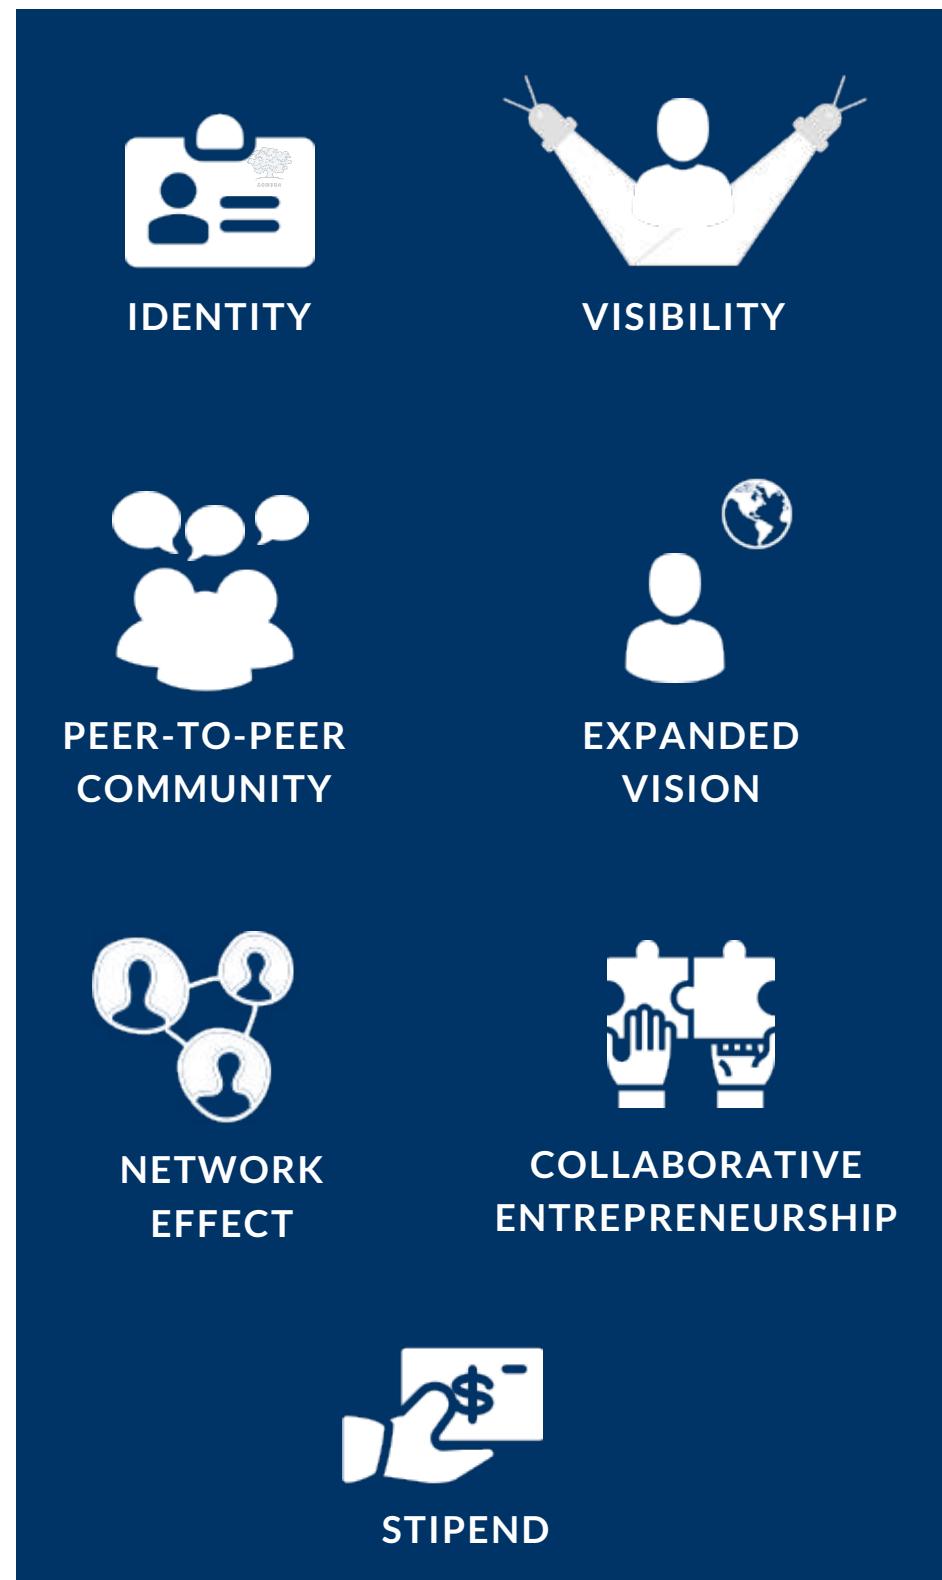 IDENTITY
VISIBILITY
PEER-TO-PEER
COMMUNITY
EXPANDED
VISION
NETWORK
EFFECT
COLLABORATIVE
ENTREPRENEURSHIP
$
STIPEND